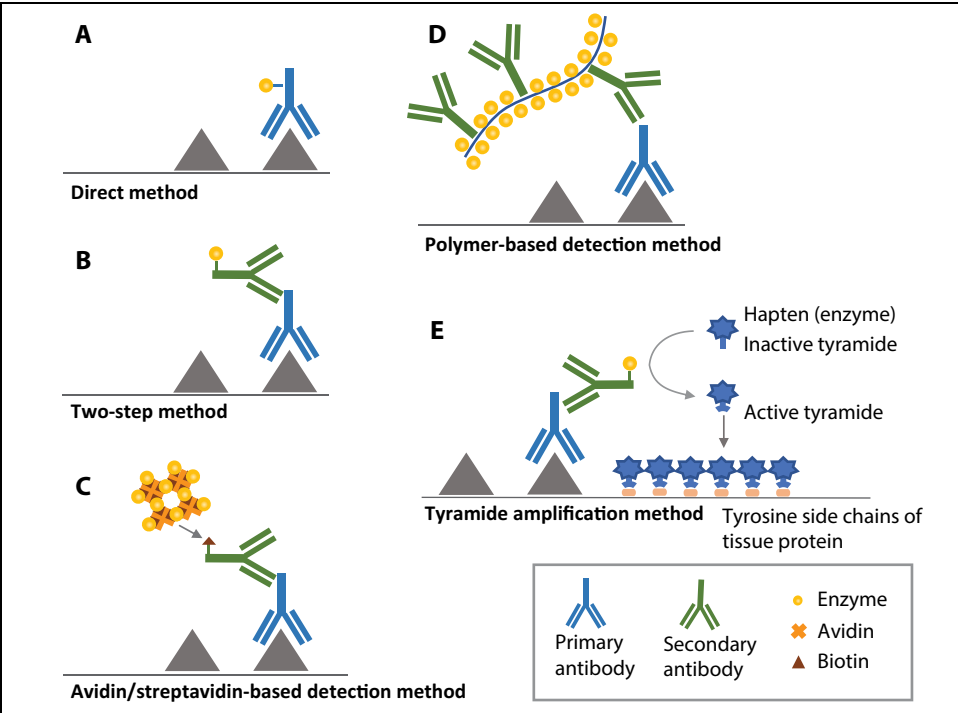 A
Direct method
B
Two-step method
C
Avidin/streptavidin-based detection method
D
Polymer-based detection method
E
Hapten (enzyme)
Inactive tyramide
Active tyramide
Tyramide amplification method
Tyrosine side chains of
tissue protein
Primary
antibody
Secondary
antibody
Enzyme
Avidin
Biotin